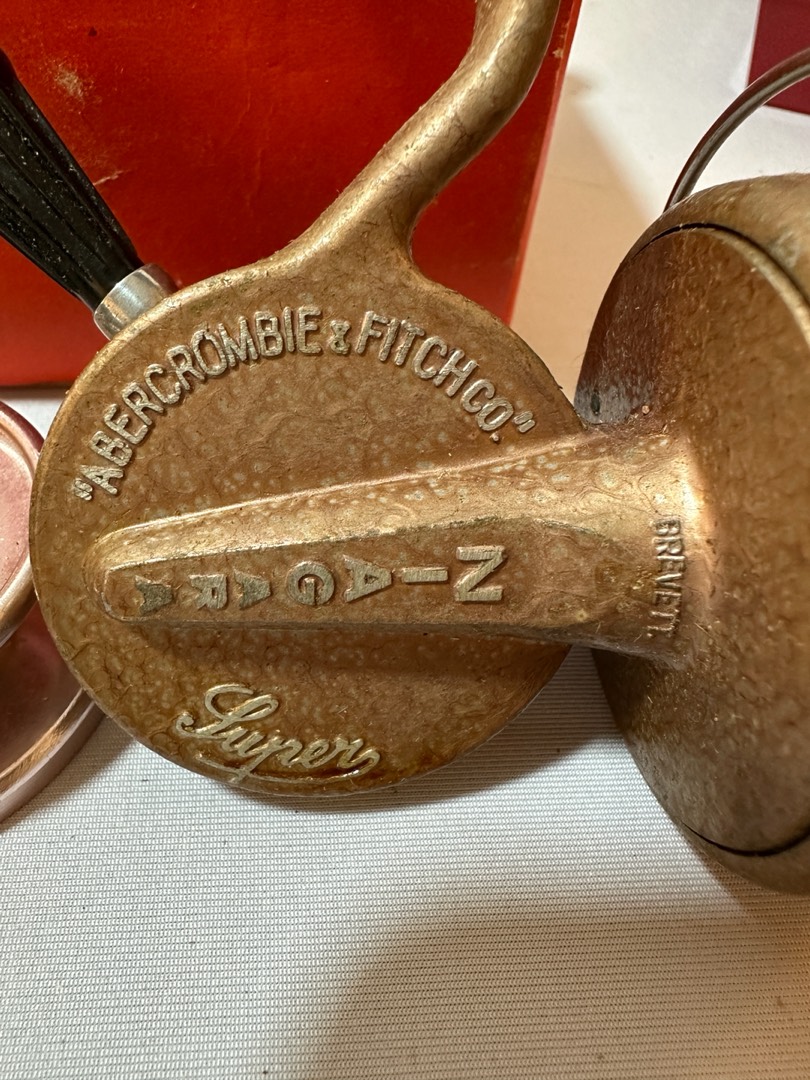 "ABERCROMBIE & FITCH CO."
NIAGARA
BREVETT.
Super